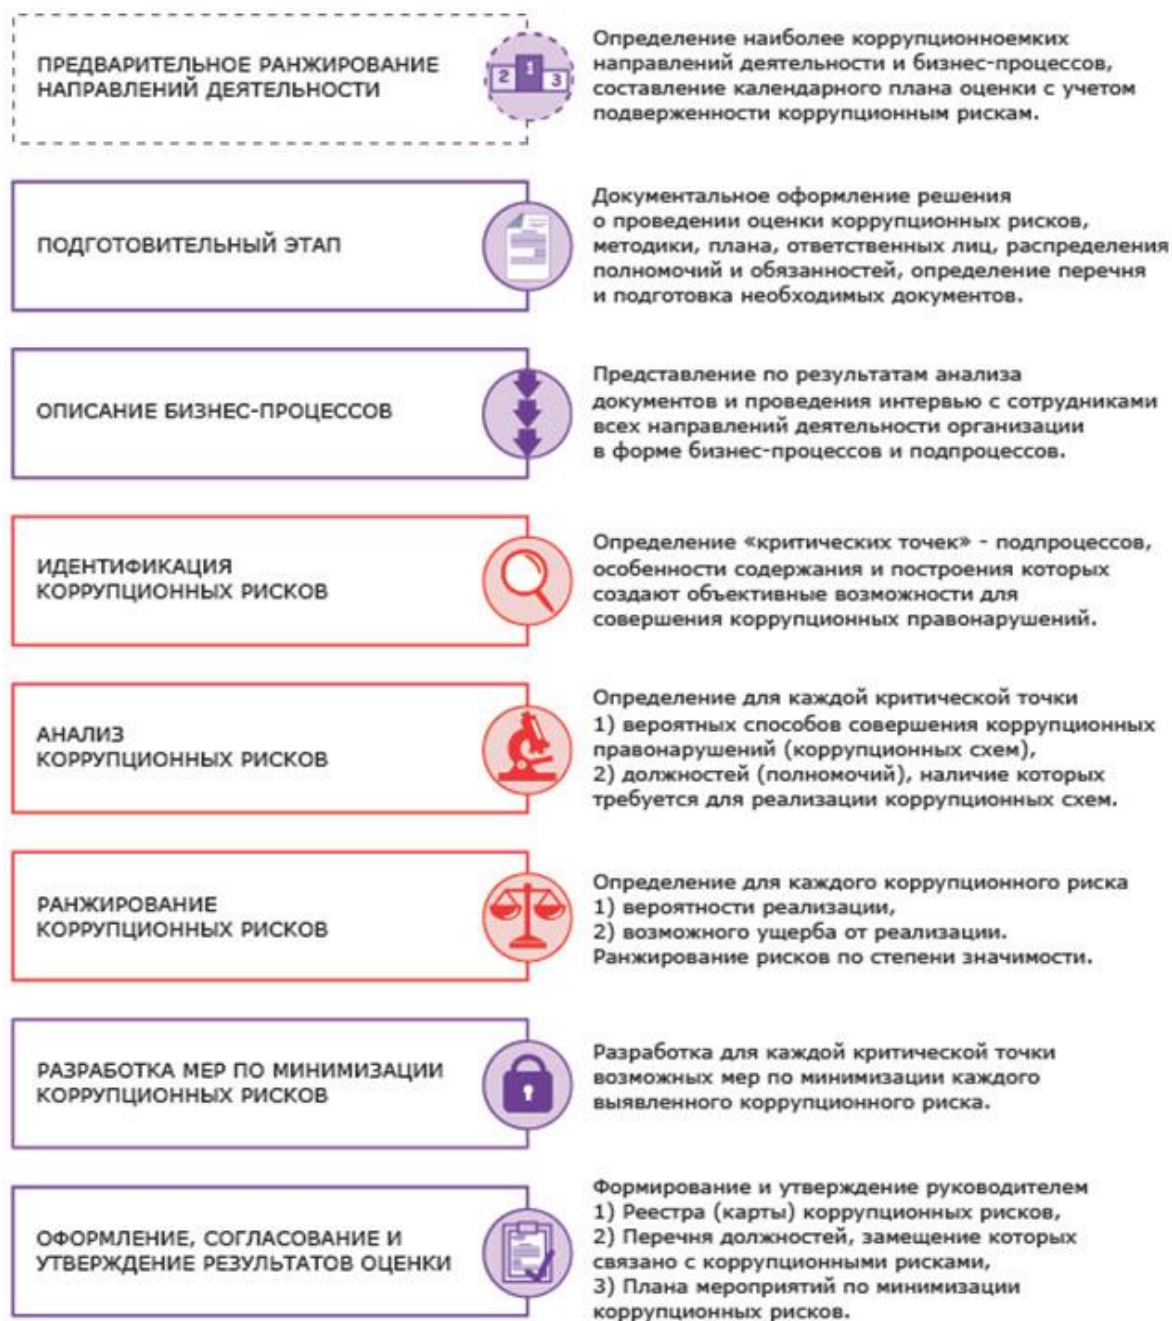 ПРЕДВАРИТЕЛЬНОЕ РАНЖИРОВАНИЕ
НАПРАВЛЕНИЙ ДЕЯТЕЛЬНОСТИ
2 1 3
Определение наиболее коррупционноемких
направлений деятельности и бизнес-процессов,
составление календарного плана оценки с учетом
подверженности коррупционным рискам.
ПОДГОТОВИТЕЛЬНЫЙ ЭТАП
Документальное оформление решения
о проведении оценки коррупционных рисков,
методики, плана, ответственных лиц, распределения
полномочий и обязанностей, определение перечня
и подготовка необходимых документов.
ОПИСАНИЕ БИЗНЕС-ПРОЦЕССОВ
Представление по результатам анализа
документов и проведения интервью с сотрудниками
всех направлений деятельности организации
в форме бизнес-процессов и подпроцессов.
ИДЕНТИФИКАЦИЯ
КОРРУПЦИОННЫХ РИСКОВ
Определение «критических точек» - подпроцессов,
особенности содержания и построения которых
создают объективные возможности для
совершения коррупционных правонарушений.
АНАЛИЗ
КОРРУПЦИОННЫХ РИСКОВ
Определение для каждой критической точки
1) вероятных способов совершения коррупционных
правонарушений (коррупционных схем),
2) должностей (полномочий), наличие которых
требуется для реализации коррупционных схем.
РАНЖИРОВАНИЕ
КОРРУПЦИОННЫХ РИСКОВ
Определение для каждого коррупционного риска
1) вероятности реализации,
2) возможного ущерба от реализации.
Ранжирование рисков по степени значимости.
РАЗРАБОТКА МЕР ПО МИНИМИЗАЦИИ
КОРРУПЦИОННЫХ РИСКОВ
Разработка для каждой критической точки
возможных мер по минимизации каждого
выявленного коррупционного риска.
ОФОРМЛЕНИЕ, СОГЛАСОВАНИЕ И
УТВЕРЖДЕНИЕ РЕЗУЛЬТАТОВ ОЦЕНКИ
Формирование и утверждение руководителем
1) Реестра (карты) коррупционных рисков,
2) Перечня должностей, замещение которых
связано с коррупционными рисками,
3) Плана мероприятий по минимизации
коррупционных рисков.